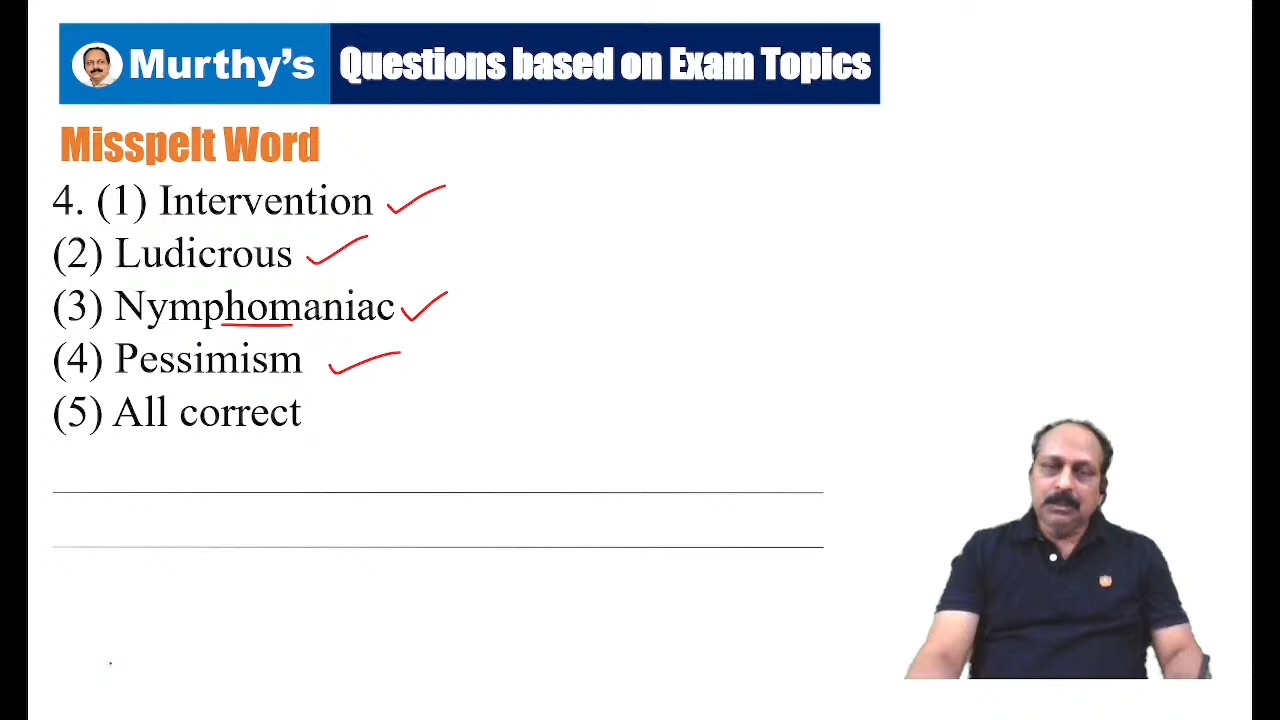 Murthy's Questions based on Exam Topics
Misspelt Word
4. (1) Intervention
(2) Ludicrous
(3) Nymphomaniac
(4) Pessimism
(5) All correct